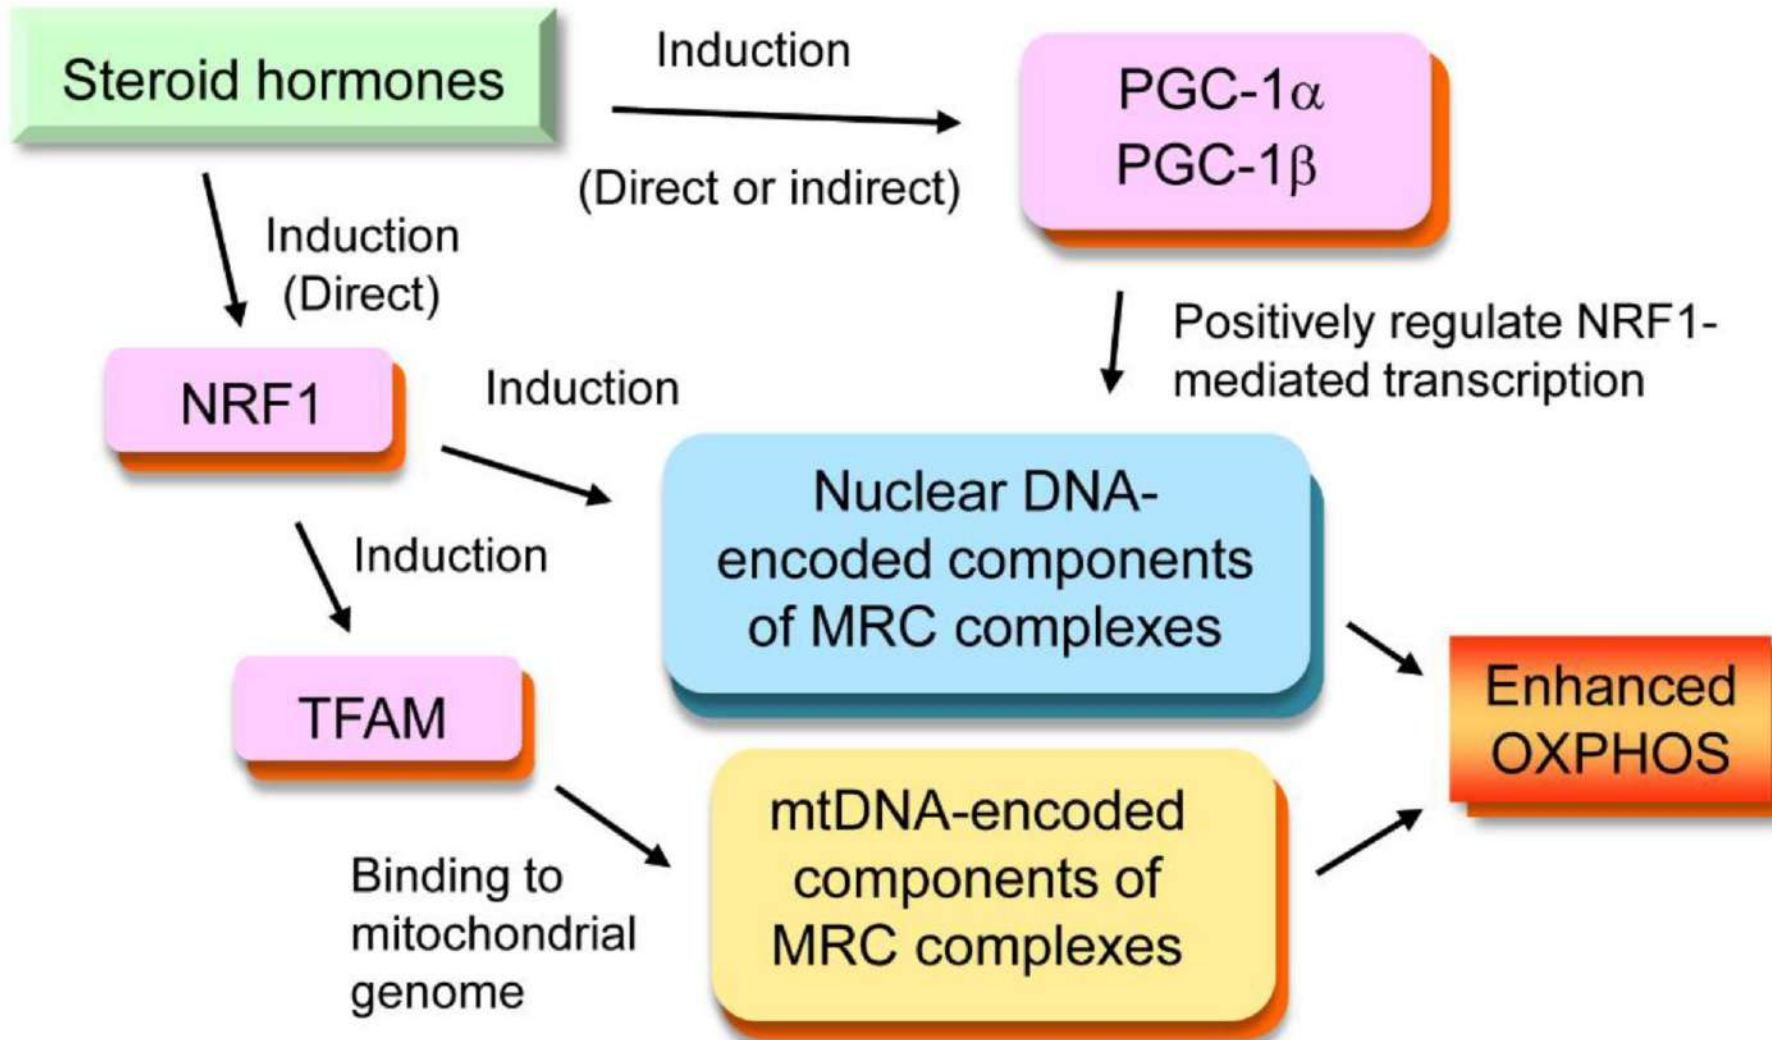 Steroid hormones
Induction
(Direct or indirect)
PGC-1α
PGC-1β
Induction
(Direct)
Positively regulate NRF1-
mediated transcription
NRF1
Induction
Nuclear DNA-
encoded components
of MRC complexes
Induction
TFAM
Enhanced
OXPHOS
mtDNA-encoded
components of
MRC complexes
Binding to
mitochondrial
genome